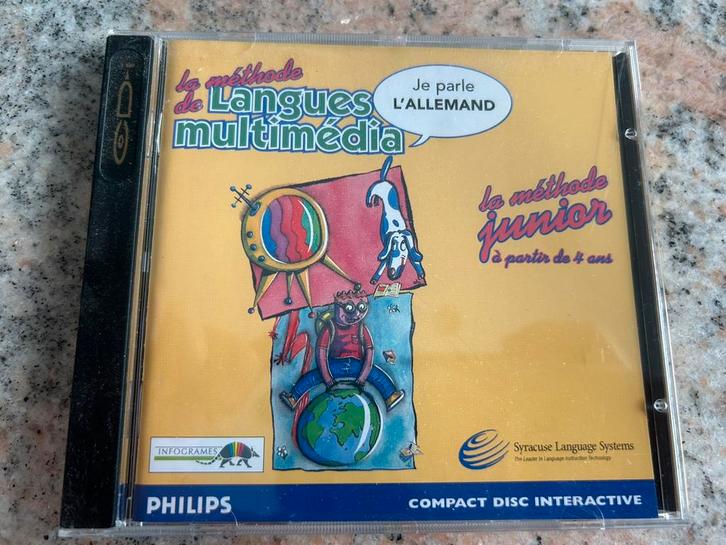 CD-i
la méthode
de Langues
multimédia
Je parle
L'ALLEMAND
la méthode
junior
à partir de 4 ans
INFOGRAMES
Syracuse Language Systems
The Leader in Language Instruction Technology
PHILIPS
COMPACT DISC INTERACTIVE